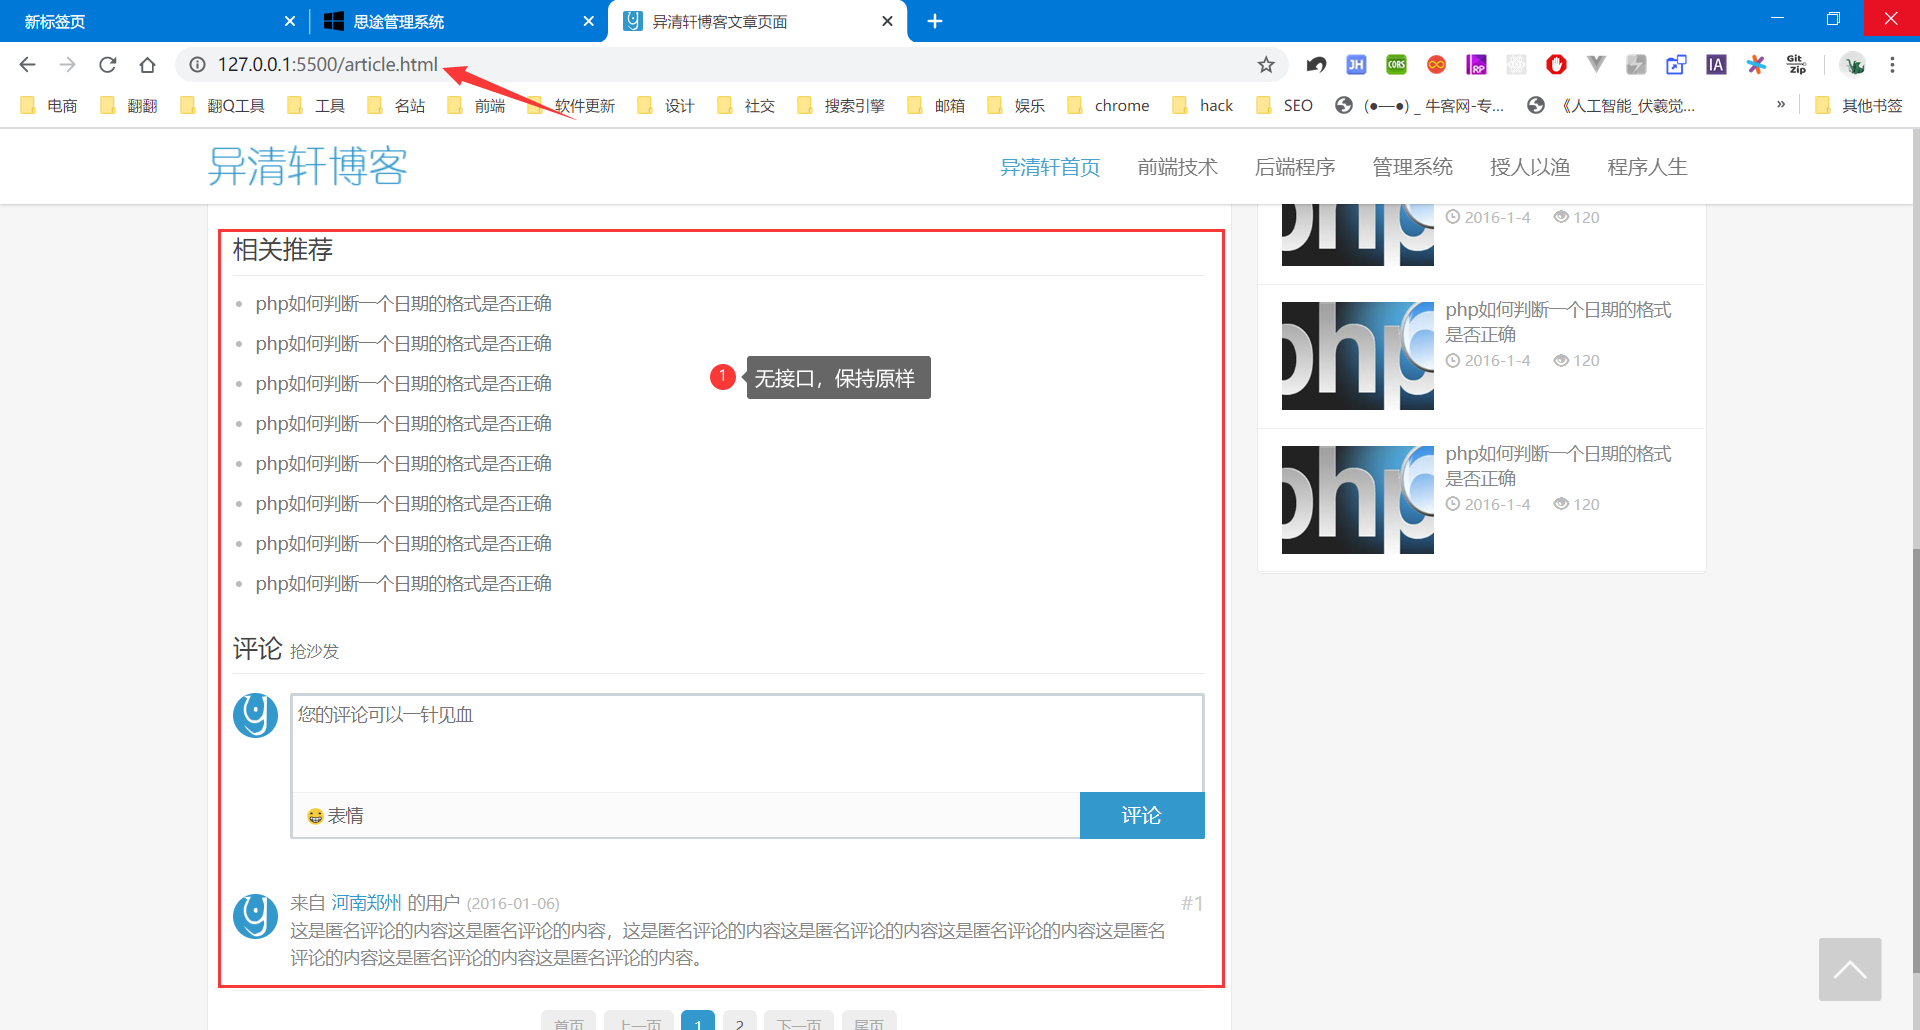 新标签页
思途管理系统
异清轩博客文章页面
127.0.0.1:5500/article.html
JH
CORS
RP
IA
Git
zip
电商
翻翻
翻Q工具
工具
名站
前端
软件更新
设计
社交
搜索引擎
邮箱
娱乐
chrome
hack
SEO
(●—●) _ 牛客网-专...
《人工智能_伏羲觉...
»
其他书签
异清轩博客
异清轩首页
前端技术
后端程序
管理系统
授人以渔
程序人生
相关推荐
php如何判断一个日期的格式是否正确
php如何判断一个日期的格式是否正确
php如何判断一个日期的格式是否正确
php如何判断一个日期的格式是否正确
php如何判断一个日期的格式是否正确
php如何判断一个日期的格式是否正确
php如何判断一个日期的格式是否正确
php如何判断一个日期的格式是否正确
1
无接口，保持原样
评论 抢沙发
您的评论可以一针见血
表情
评论
来自 河南郑州 的用户 (2016-01-06)
#1
这是匿名评论的内容这是匿名评论的内容，这是匿名评论的内容这是匿名评论的内容这是匿名评论的内容这是匿名
评论的内容这是匿名评论的内容这是匿名评论的内容。
首页
上一页
1
2
下一页
尾页
php
2016-1-4
120
php
php如何判断一个日期的格式
是否正确
2016-1-4
120
php
php如何判断一个日期的格式
是否正确
2016-1-4
120